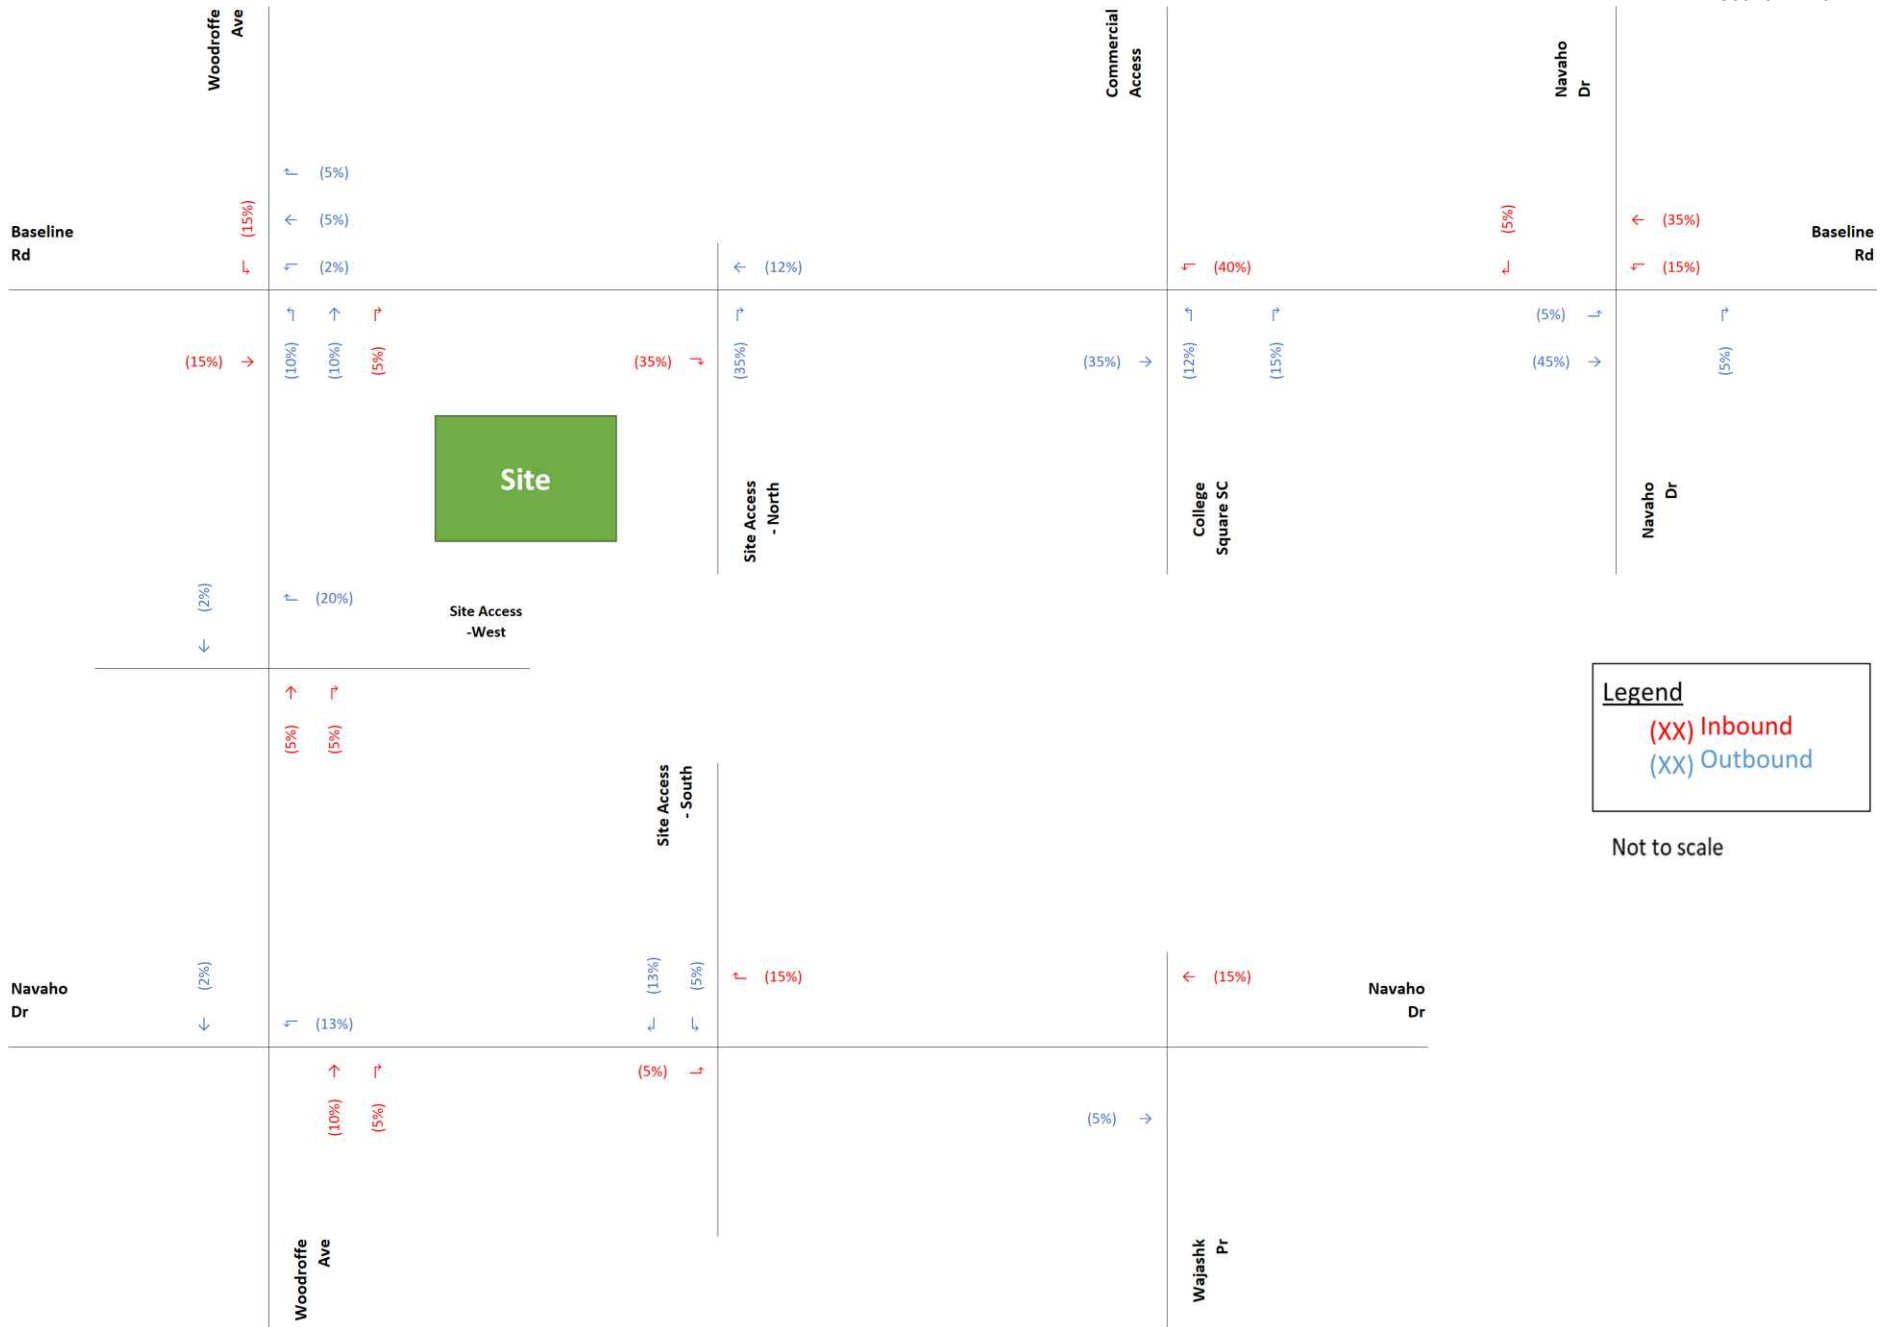 Woodroffe
Ave
Commercial
Access
Navaho
Dr
(5%)
(15%)
(5%)
(5%)
(35%)
Baseline
Rd
Baseline
Rd
(2%)
(12%)
(40%)
(15%)
(5%)
(15%)
(10%)
(10%)
(5%)
(35%)
(35%)
(35%)
(12%)
(15%)
(45%)
(5%)
Site
Site Access
- North
College
Square SC
Navaho
Dr
(2%)
(20%)
Site Access
-West
Legend
(XX) Inbound
(XX) Outbound
(5%)
(5%)
Site Access
- South
Not to scale
(2%)
(13%)
(5%)
(15%)
(15%)
Navaho
Dr
Navaho
Dr
(13%)
(5%)
(10%)
(5%)
(5%)
Woodroffe
Ave
Wajashk
Pr